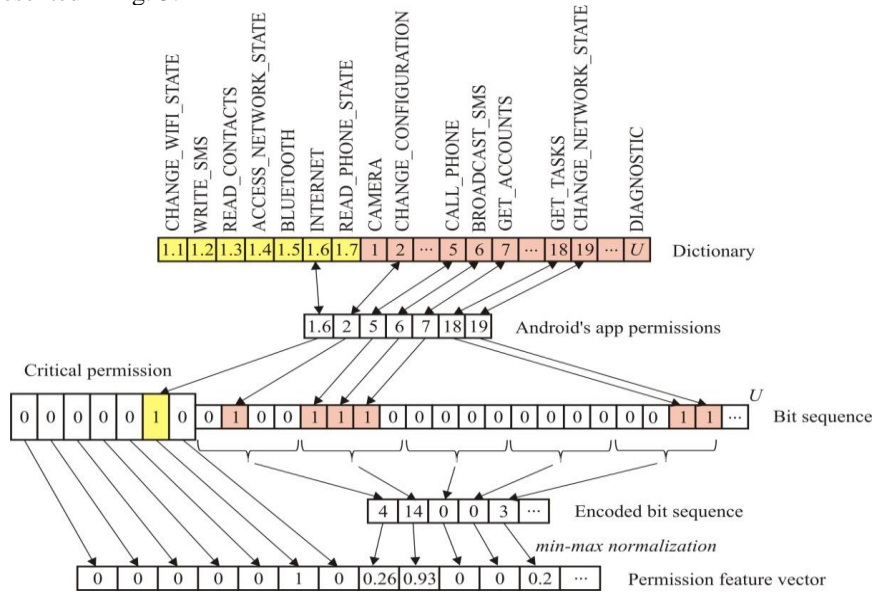 CHANGE_WIFI_STATE
WRITE_SMS
READ_CONTACTS
ACCESS_NETWORK_STATE
BLUETOOTH
INTERNET
READ_PHONE_STATE
CAMERA
CHANGE_CONFIGURATION
CALL_PHONE
BROADCAST_SMS
GET_ACCOUNTS
GET_TASKS
CHANGE_NETWORK_STATE
DIAGNOSTIC
1.1 1.2 1.3 1.4 1.5 1.6 1.7 1 2 ... 5 6 7 ... 18 19 ... U Dictionary
1.6 2 5 6 7 18 19 Android's app permissions
Critical permission
U
0 0 0 0 0 1 0 0 1 0 0 1 1 1 0 0 0 0 0 0 0 0 0 0 0 1 1 ... Bit sequence
4 14 0 0 3 ... Encoded bit sequence
min-max normalization
0 0 0 0 0 1 0 0.26 0.93 0 0 0.2 ... Permission feature vector